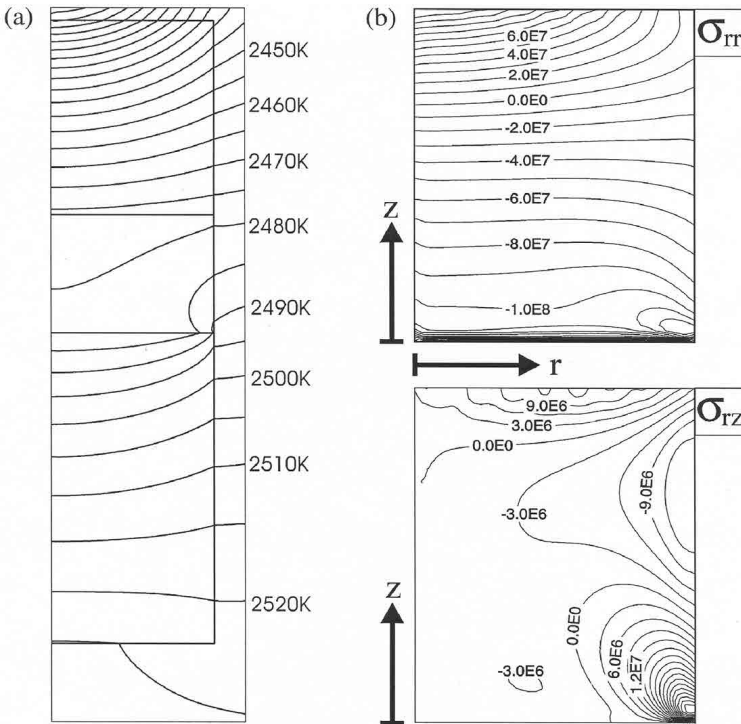 (a)
2450K
2460K
2470K
2480K
2490K
2500K
2510K
2520K
(b)
σrr
6.0E7
4.0E7
2.0E7
0.0E0
-2.0E7
-4.0E7
-6.0E7
-8.0E7
-1.0E8
z
r
σrz
9.0E6
3.0E6
0.0E0
-3.0E6
-9.0E6
0.0E0
6.0E6
1.2E7
-3.0E6
z